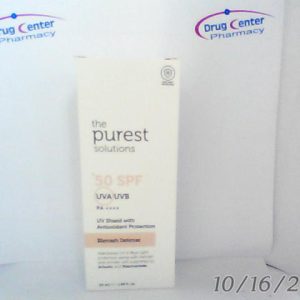 Drug Center
Pharmacy
Drug Center
Pharmacy
the
purest
solutions
50 SPF
UVA/UVB
PA ++++
UV Shield with
Antioxidant Protection
Blemish Defense
10/16/2